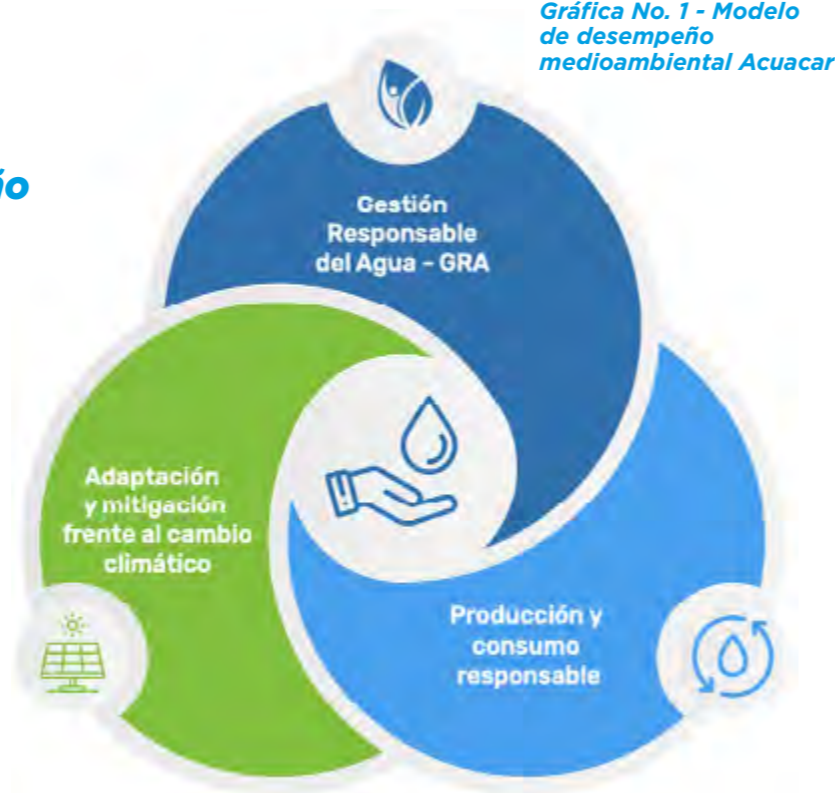 Gráfica No. 1 - Modelo
de desempeño
medioambiental Acuacar
ño
Gestión
Responsable
del Agua - GRA
Adaptación
y mitigación
frente al cambio
climático
Producción y
consumo
responsable